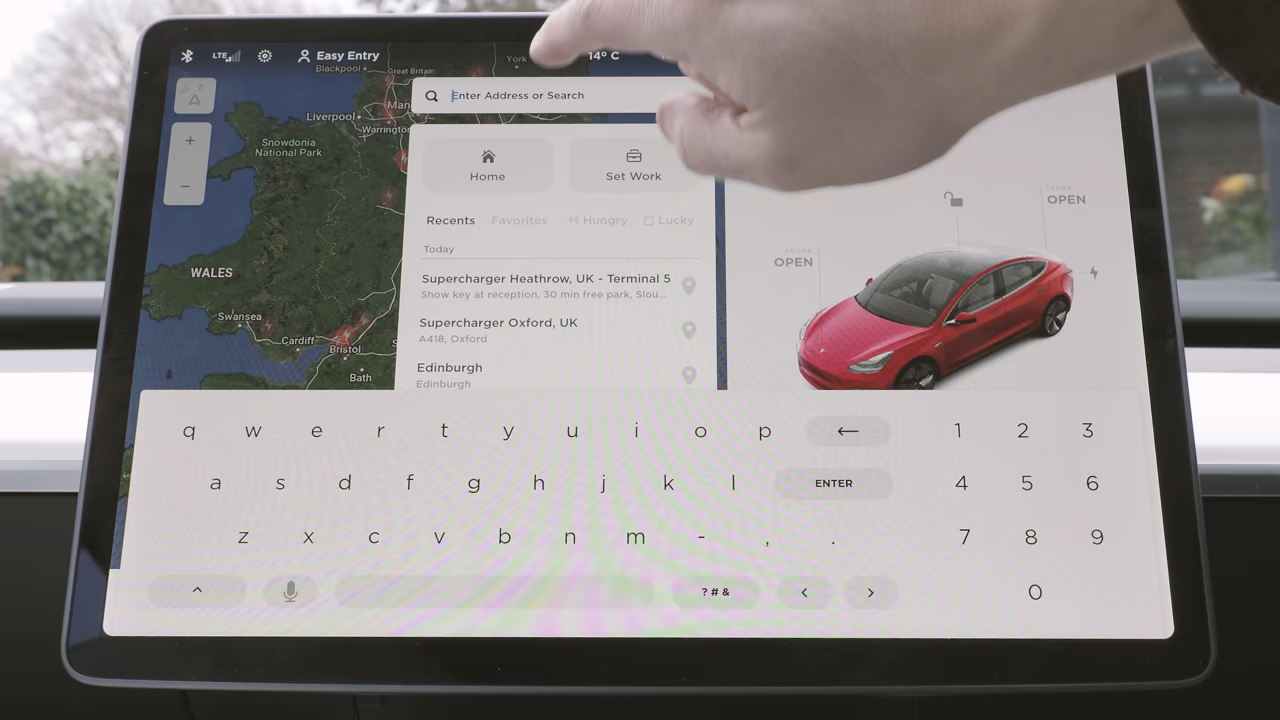 LTE
Easy Entry
14° C
Blackpool
Great Britain
York
Enter Address or Search
Liverpool
Warrington
Snowdonia
National Park
Home
Set Work
Recents Favorites Hungry Lucky
Today
Supercharger Heathrow, UK - Terminal 5
Show key at reception, 30 min free park, Slou...
Supercharger Oxford, UK
A418, Oxford
Edinburgh
Edinburgh
WALES
Swansea
Cardiff
Bristol
Bath
TRUNK
OPEN
FRUNK
OPEN
q w e r t y u i o p ← 1 2 3
a s d f g h j k l ENTER 4 5 6
z x c v b n m - , . 7 8 9
^ ? # & < > 0